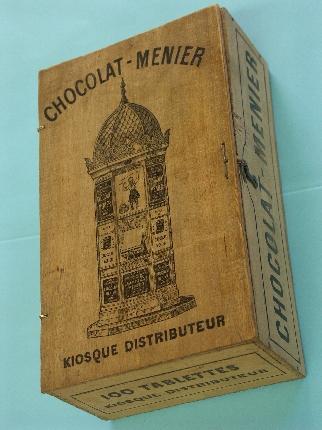 CHOCOLAT-MENIER
KIOSQUE DISTRIBUTEUR
100 TABLETTES
KIOSQUE DISTRIBUTEUR
CHOCOLAT MENIER